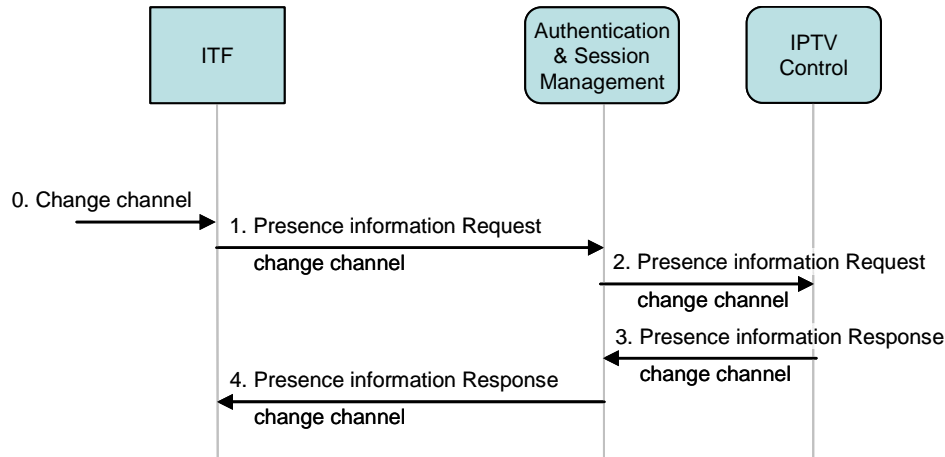 ITF
Authentication
& Session
Management
IPTV
Control
0. Change channel
1. Presence information Request
change channel
2. Presence information Request
change channel
3. Presence information Response
change channel
4. Presence information Response
change channel